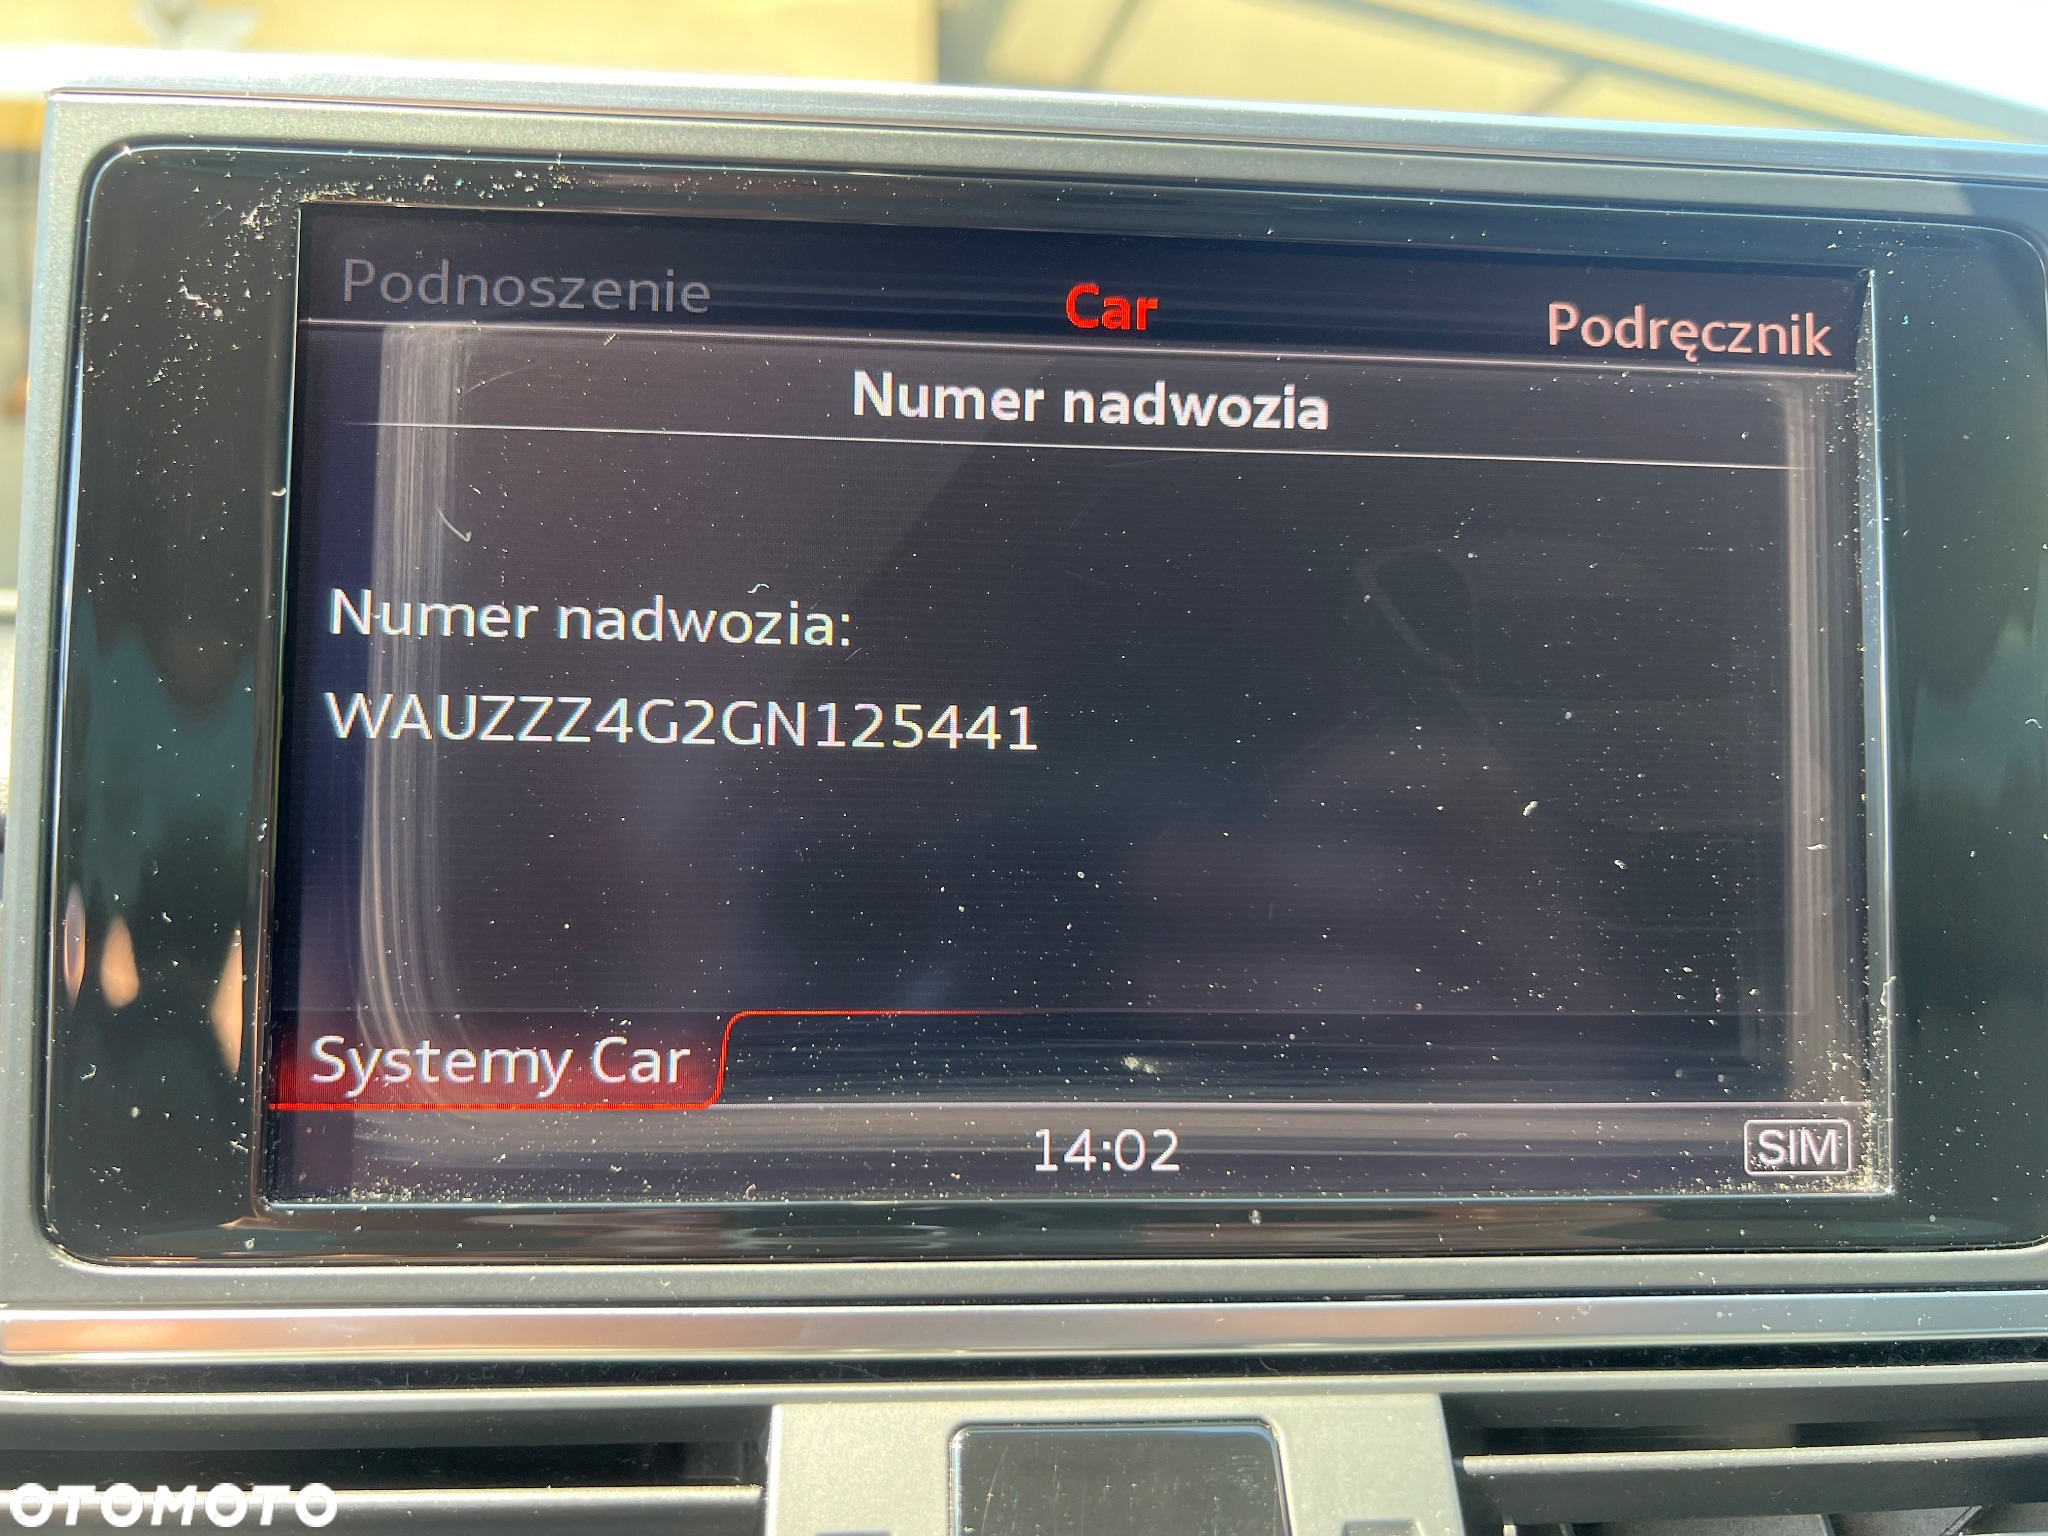 Podnoszenie
Car
Podręcznik
Numer nadwozia
Numer nadwozia:
WAUZZZ4G2GN125441
Systemy Car
14:02
SIM
OTOMOTO